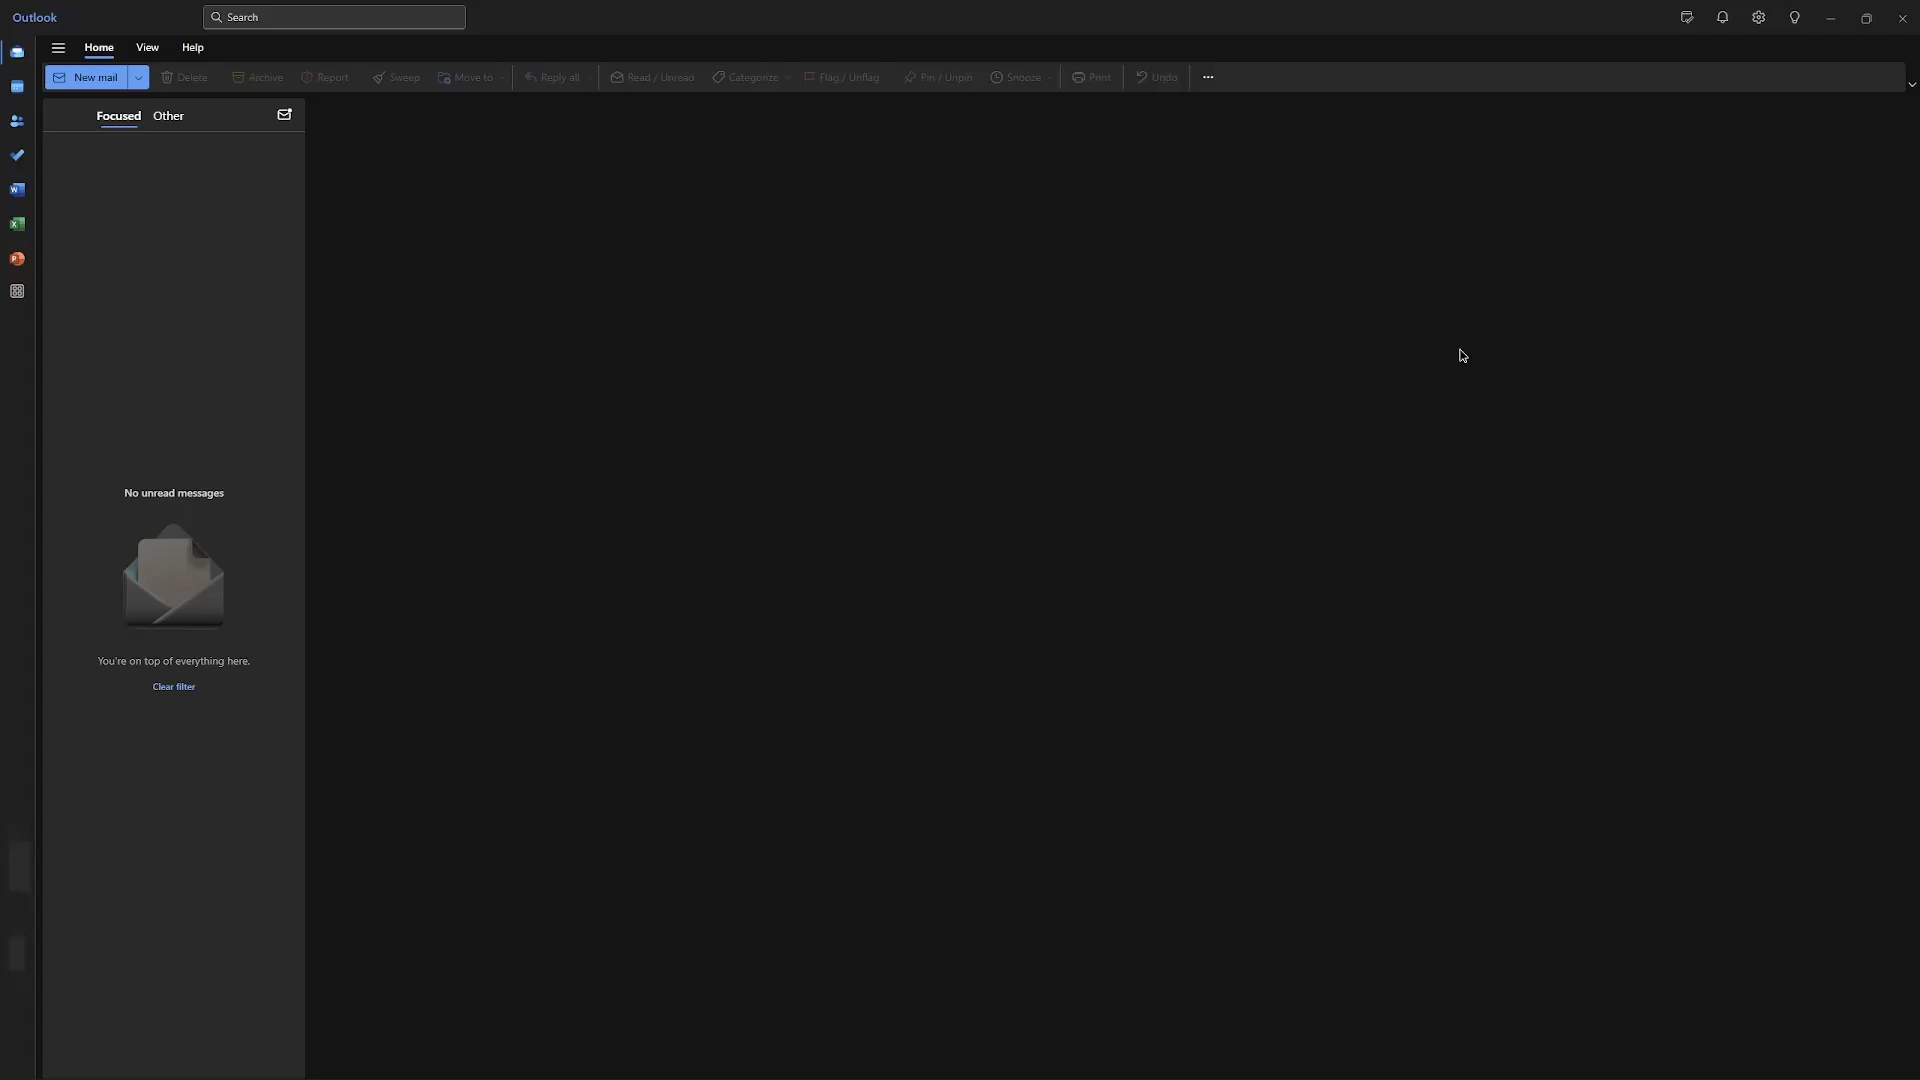 Outlook
Search
Home View Help
New mail Delete Archive Report Sweep Move to Reply all Read / Unread Categorize Flag / Unflag Pin / Unpin Snooze Print Undo
Focused Other
No unread messages
You're on top of everything here.
Clear filter